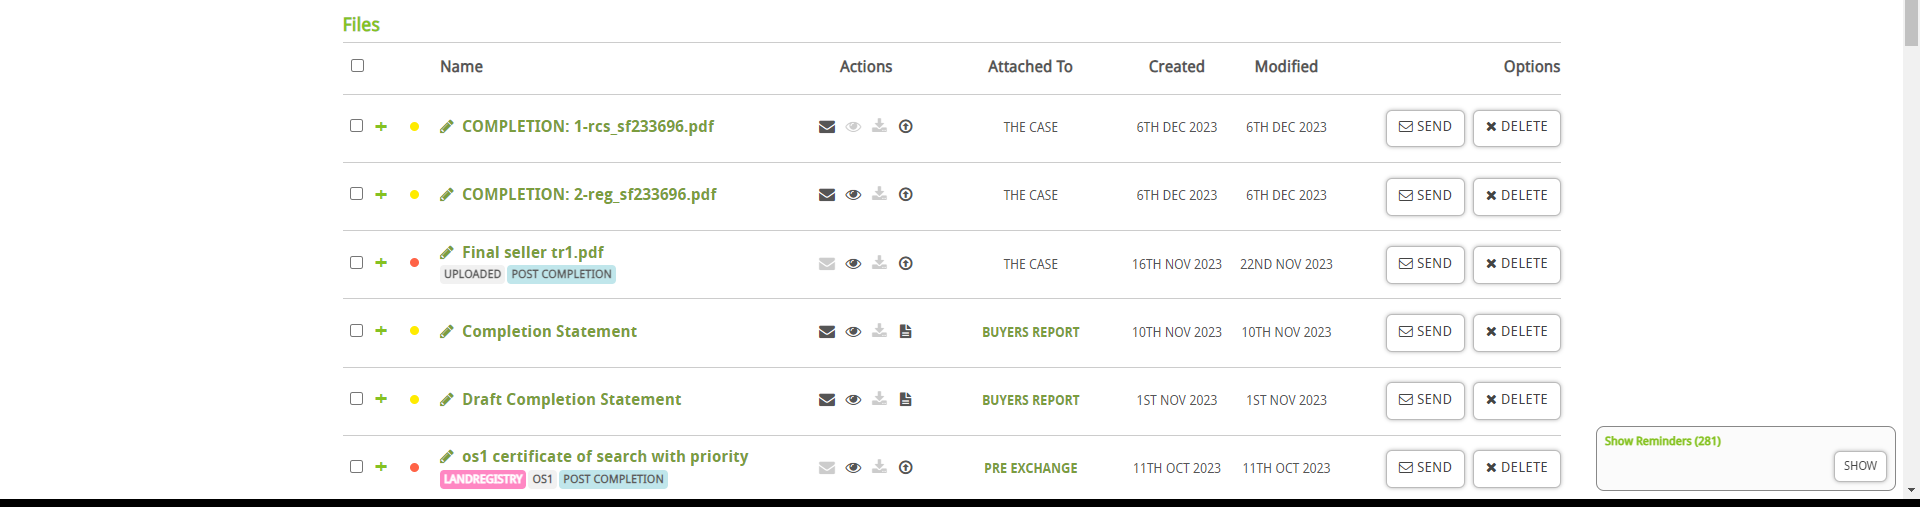 Files
Name Actions Attached To Created Modified Options
COMPLETION: 1-rcs_sf233696.pdf THE CASE 6TH DEC 2023 6TH DEC 2023 SEND DELETE
COMPLETION: 2-reg_sf233696.pdf THE CASE 6TH DEC 2023 6TH DEC 2023 SEND DELETE
Final seller tr1.pdf
UPLOADED POST COMPLETION THE CASE 16TH NOV 2023 22ND NOV 2023 SEND DELETE
Completion Statement BUYERS REPORT 10TH NOV 2023 10TH NOV 2023 SEND DELETE
Draft Completion Statement BUYERS REPORT 1ST NOV 2023 1ST NOV 2023 SEND DELETE
os1 certificate of search with priority
LANDREGISTRY OS1 POST COMPLETION PRE EXCHANGE 11TH OCT 2023 11TH OCT 2023 SEND DELETE
Show Reminders (281)
SHOW